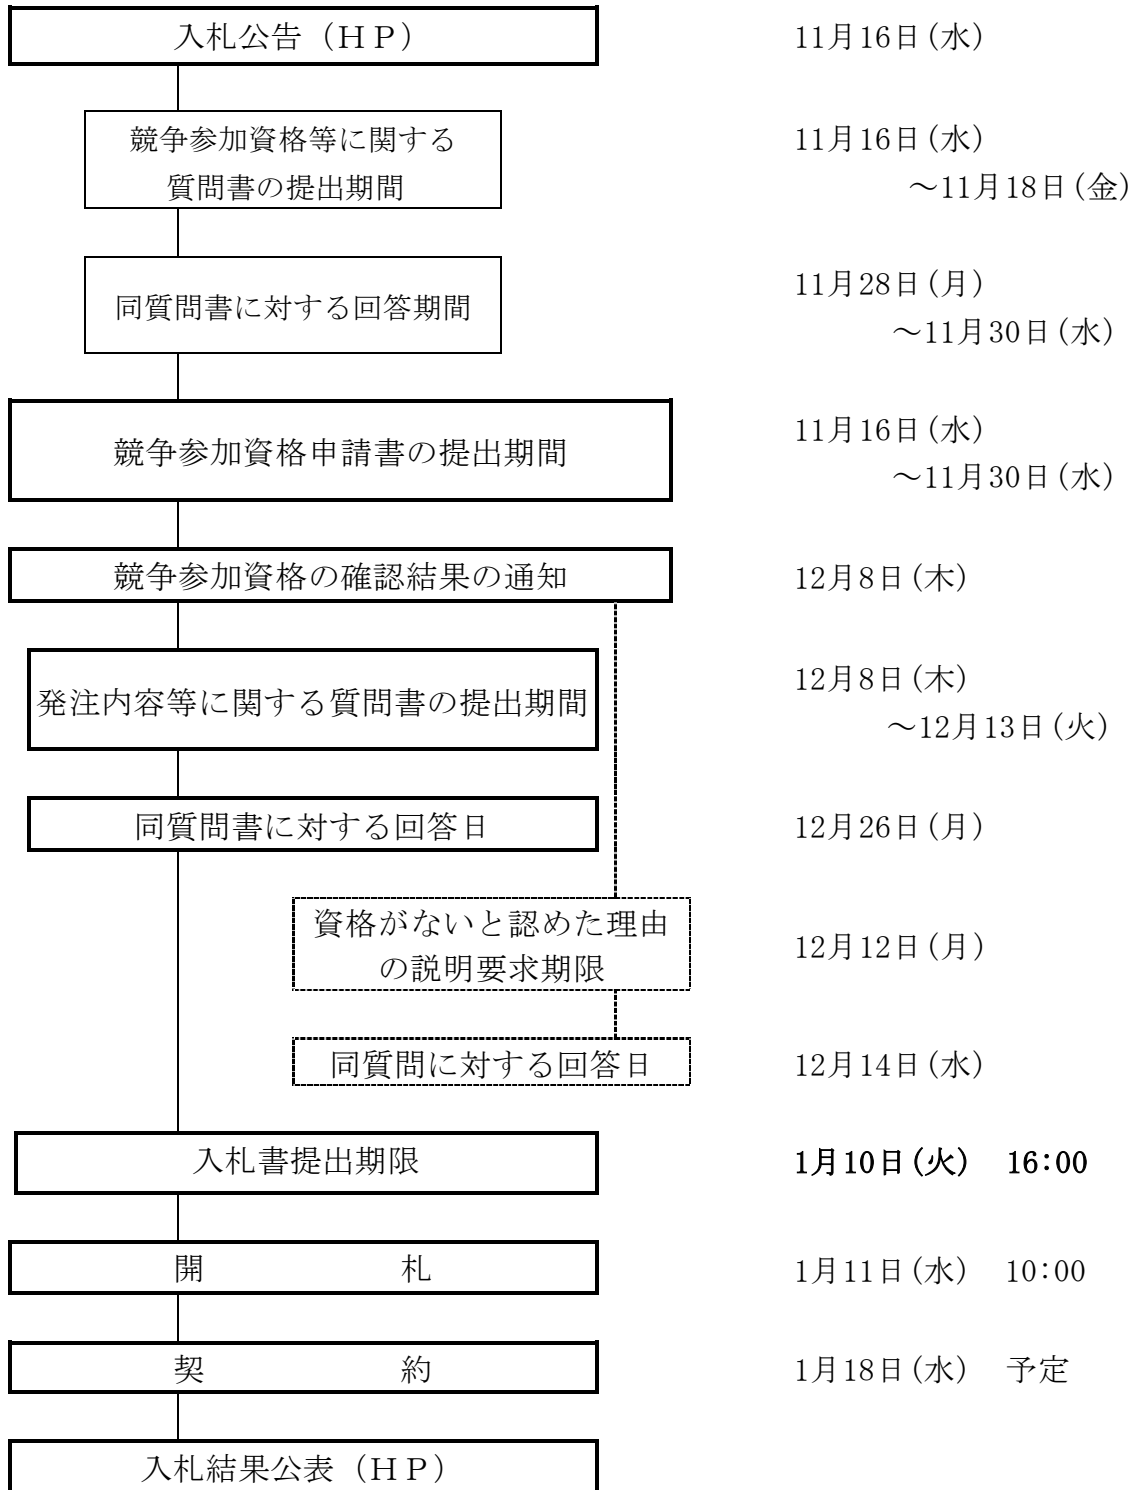 入札公告（ＨＰ） 11月16日(水)
競争参加資格等に関する 11月16日(水)
質問書の提出期間 ～11月18日(金)
11月28日(月)
同質問書に対する回答期間
～11月30日(水)
11月16日(水)
競争参加資格申請書の提出期間
～11月30日(水)
競争参加資格の確認結果の通知 12月8日(木)
12月8日(木)
発注内容等に関する質問書の提出期間
～12月13日(火)
同質問書に対する回答日 12月26日(月)
資格がないと認めた理由
12月12日(月)
の説明要求期限
同質問に対する回答日 12月14日(水)
入札書提出期限 1月10日(火) 16:00
開 札 1月11日(水) 10:00
契 約 1月18日(水) 予定
入札結果公表（ＨＰ）